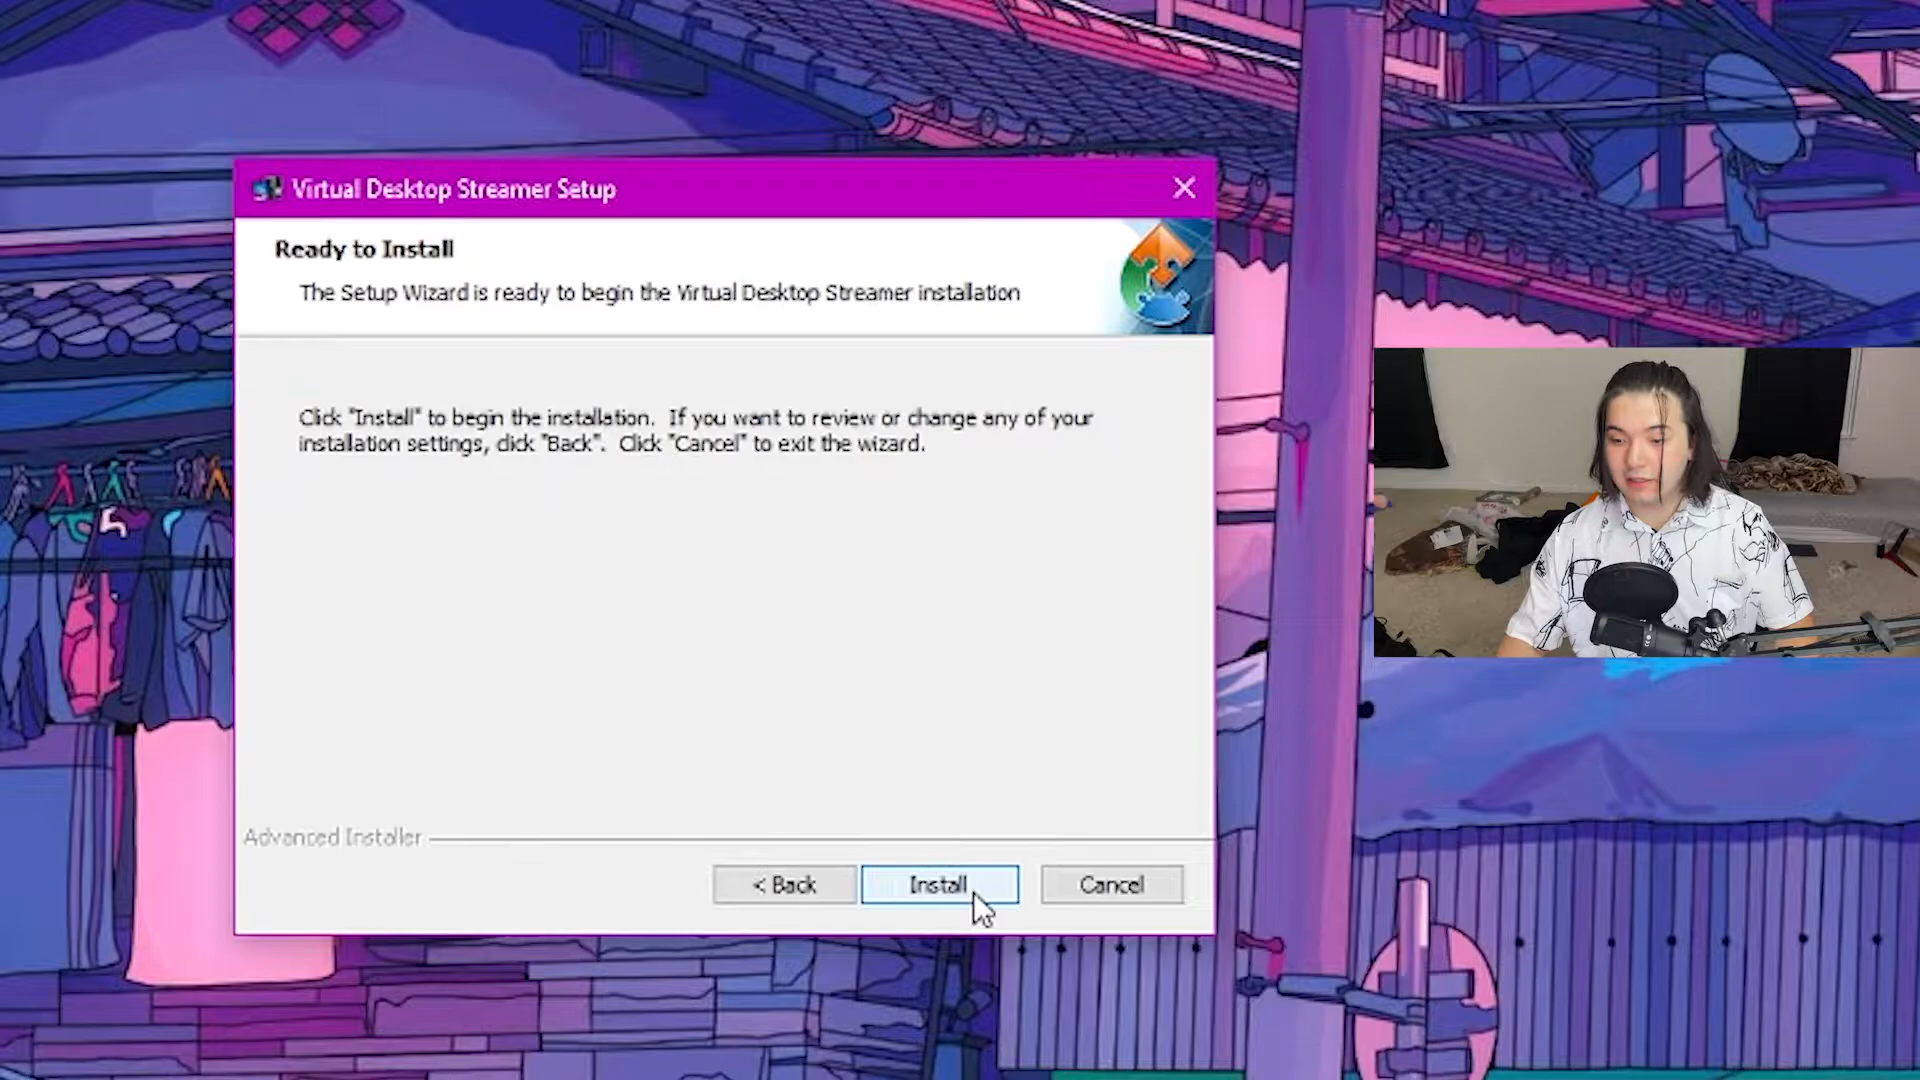 Virtual Desktop Streamer Setup
Ready to Install
The Setup Wizard is ready to begin the Virtual Desktop Streamer installation
Click "Install" to begin the installation. If you want to review or change any of your
installation settings, click "Back". Click "Cancel" to exit the wizard.
Advanced Installer
< Back
Install
Cancel